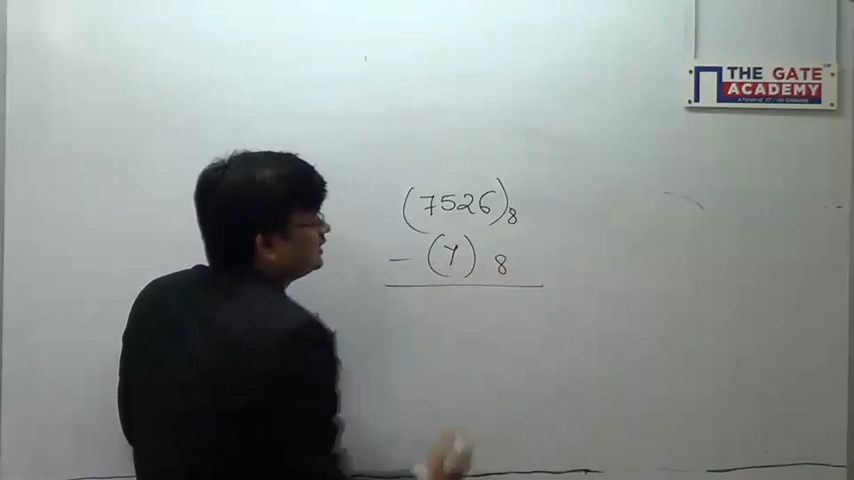 THE GATE
ACADEMY
(7526)8
- (Y) 8